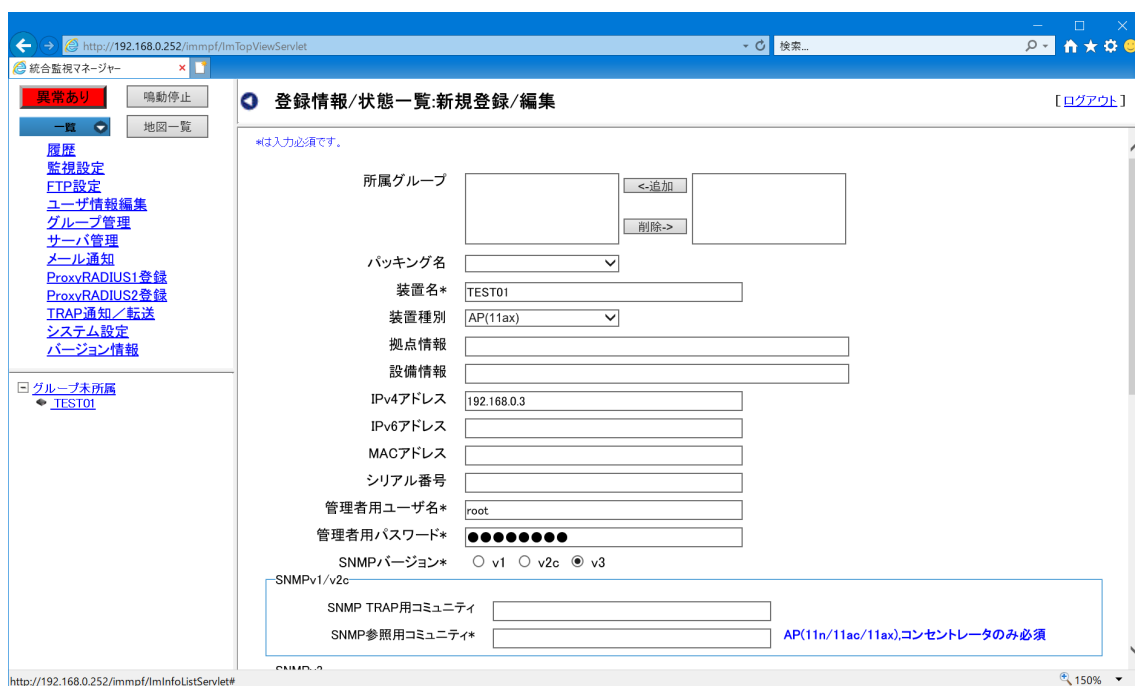 http://192.168.0.252/immpf/ImTopViewServlet
検索...
統合監視マネージャー
異常あり
鳴動停止
一覧
地図一覧
履歴
監視設定
FTP設定
ユーザ情報編集
グループ管理
サーバ管理
メール通知
ProxyRADIUS1登録
ProxyRADIUS2登録
TRAP通知／転送
システム設定
バージョン情報
グループ未所属
TEST01
登録情報/状態一覧:新規登録/編集
[ログアウト]
*は入力必須です。
所属グループ
<-追加
削除->
パッキング名
装置名* TEST01
装置種別 AP(11ax)
拠点情報
設備情報
IPv4アドレス 192.168.0.3
IPv6アドレス
MACアドレス
シリアル番号
管理者用ユーザ名* root
管理者用パスワード* ●●●●●●●●
SNMPバージョン* v1 v2c v3
SNMPv1/v2c
SNMP TRAP用コミュニティ
SNMP参照用コミュニティ* AP(11n/11ac/11ax),コンセントレータのみ必須
SNMPv3
http://192.168.0.252/immpf/ImInfoListServlet#
150%